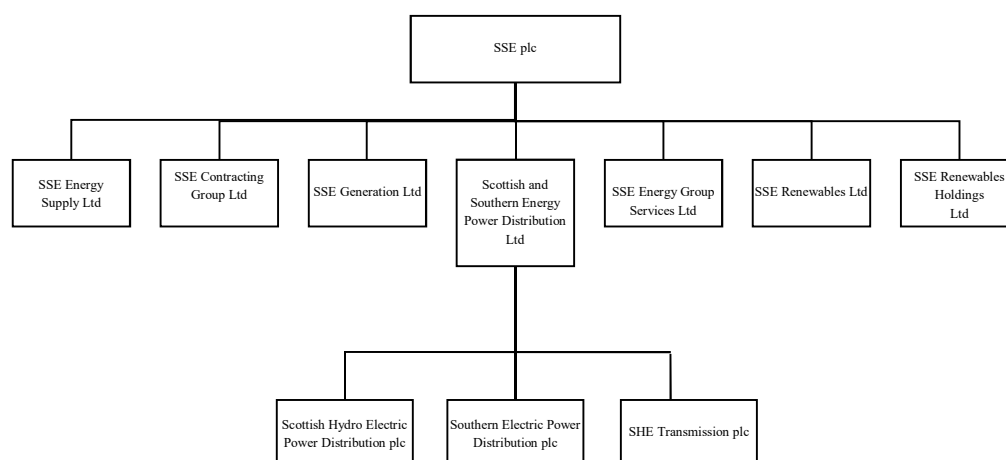 SSE plc
SSE Energy
Supply Ltd
SSE Contracting
Group Ltd
SSE Generation Ltd
Scottish and
Southern Energy
Power Distribution
Ltd
SSE Energy Group
Services Ltd
SSE Renewables Ltd
SSE Renewables
Holdings
Ltd
Scottish Hydro Electric
Power Distribution plc
Southern Electric Power
Distribution plc
SHE Transmission plc